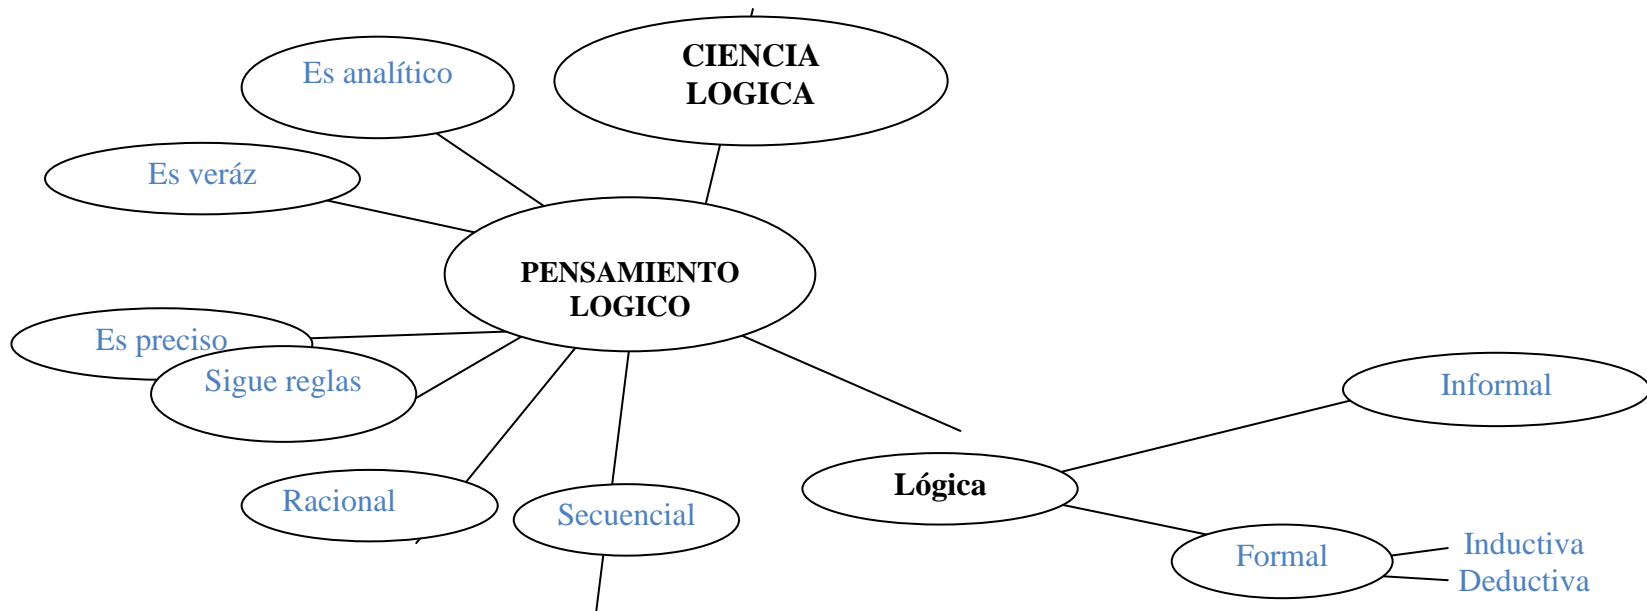 CIENCIA
LOGICA
Es analítico
Es veráz
PENSAMIENTO
LOGICO
Es preciso
Sigue reglas
Informal
Racional
Secuencial
Lógica
Formal
Inductiva
Deductiva